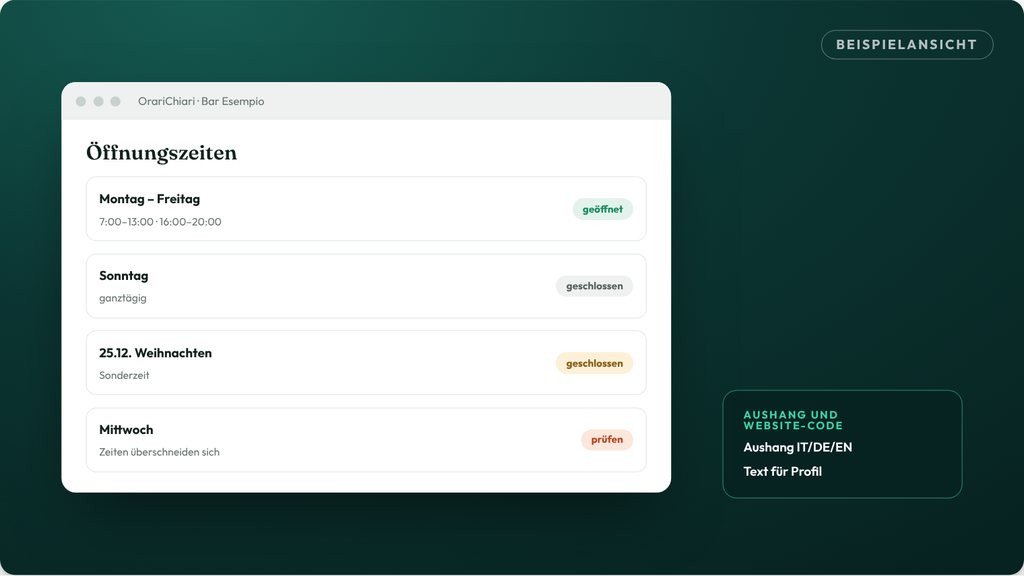 BEISPIELANSICHT
OrariChiari · Bar Esempio
Öffnungszeiten
Montag – Freitag
7:00–13:00 · 16:00–20:00
geöffnet
Sonntag
ganztägig
geschlossen
25.12. Weihnachten
Sonderzeit
geschlossen
Mittwoch
Zeiten überschneiden sich
prüfen
AUSHANG UND
WEBSITE-CODE
Aushang IT/DE/EN
Text für Profil